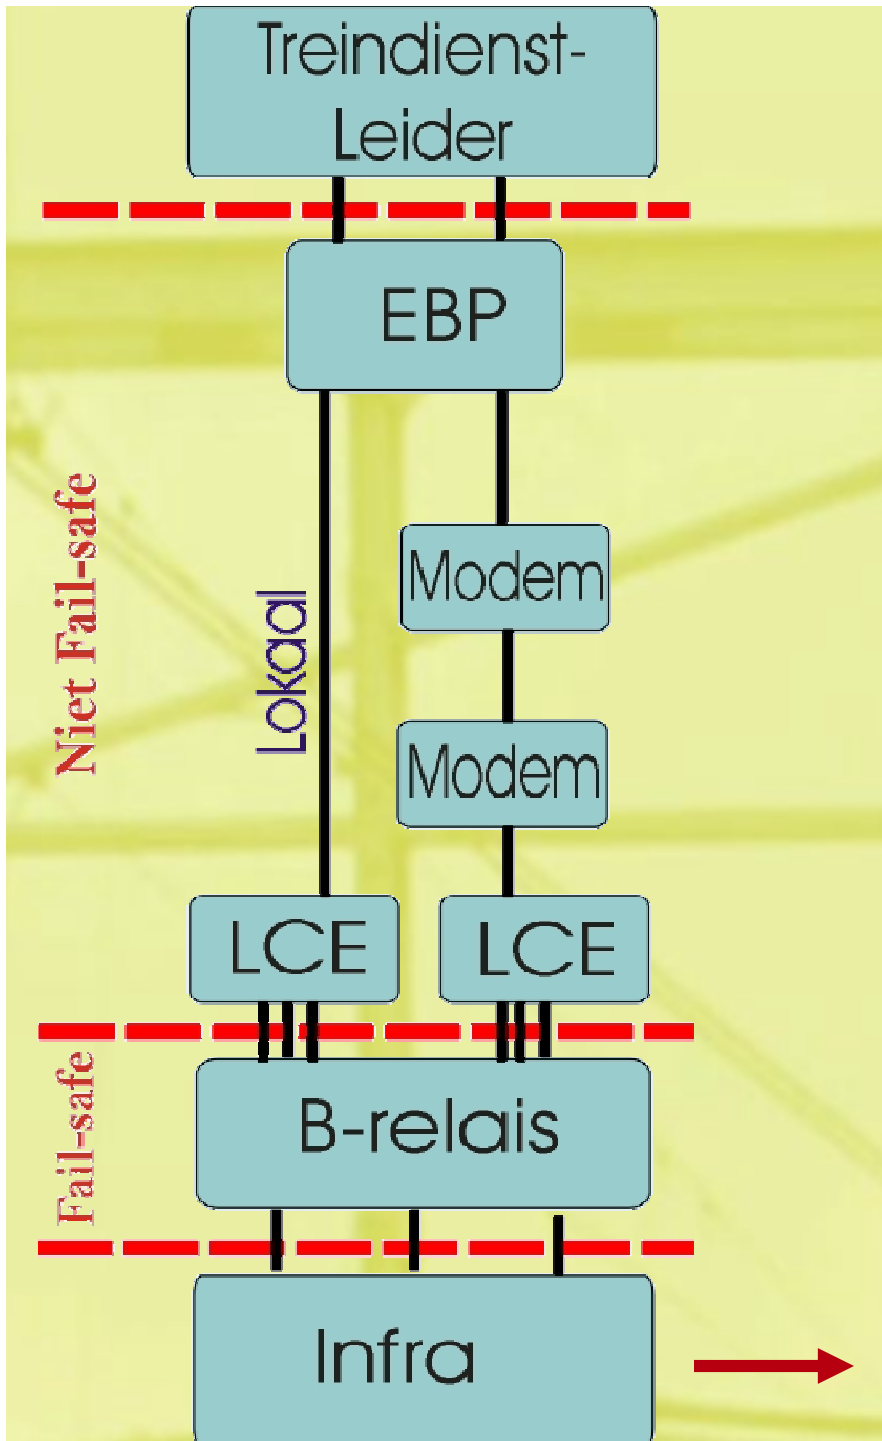 Treindienst-
Leider
EBP
Niet Fail-safe
Lokaal
Modem
Modem
LCE
LCE
Fail-safe
B-relais
Infra